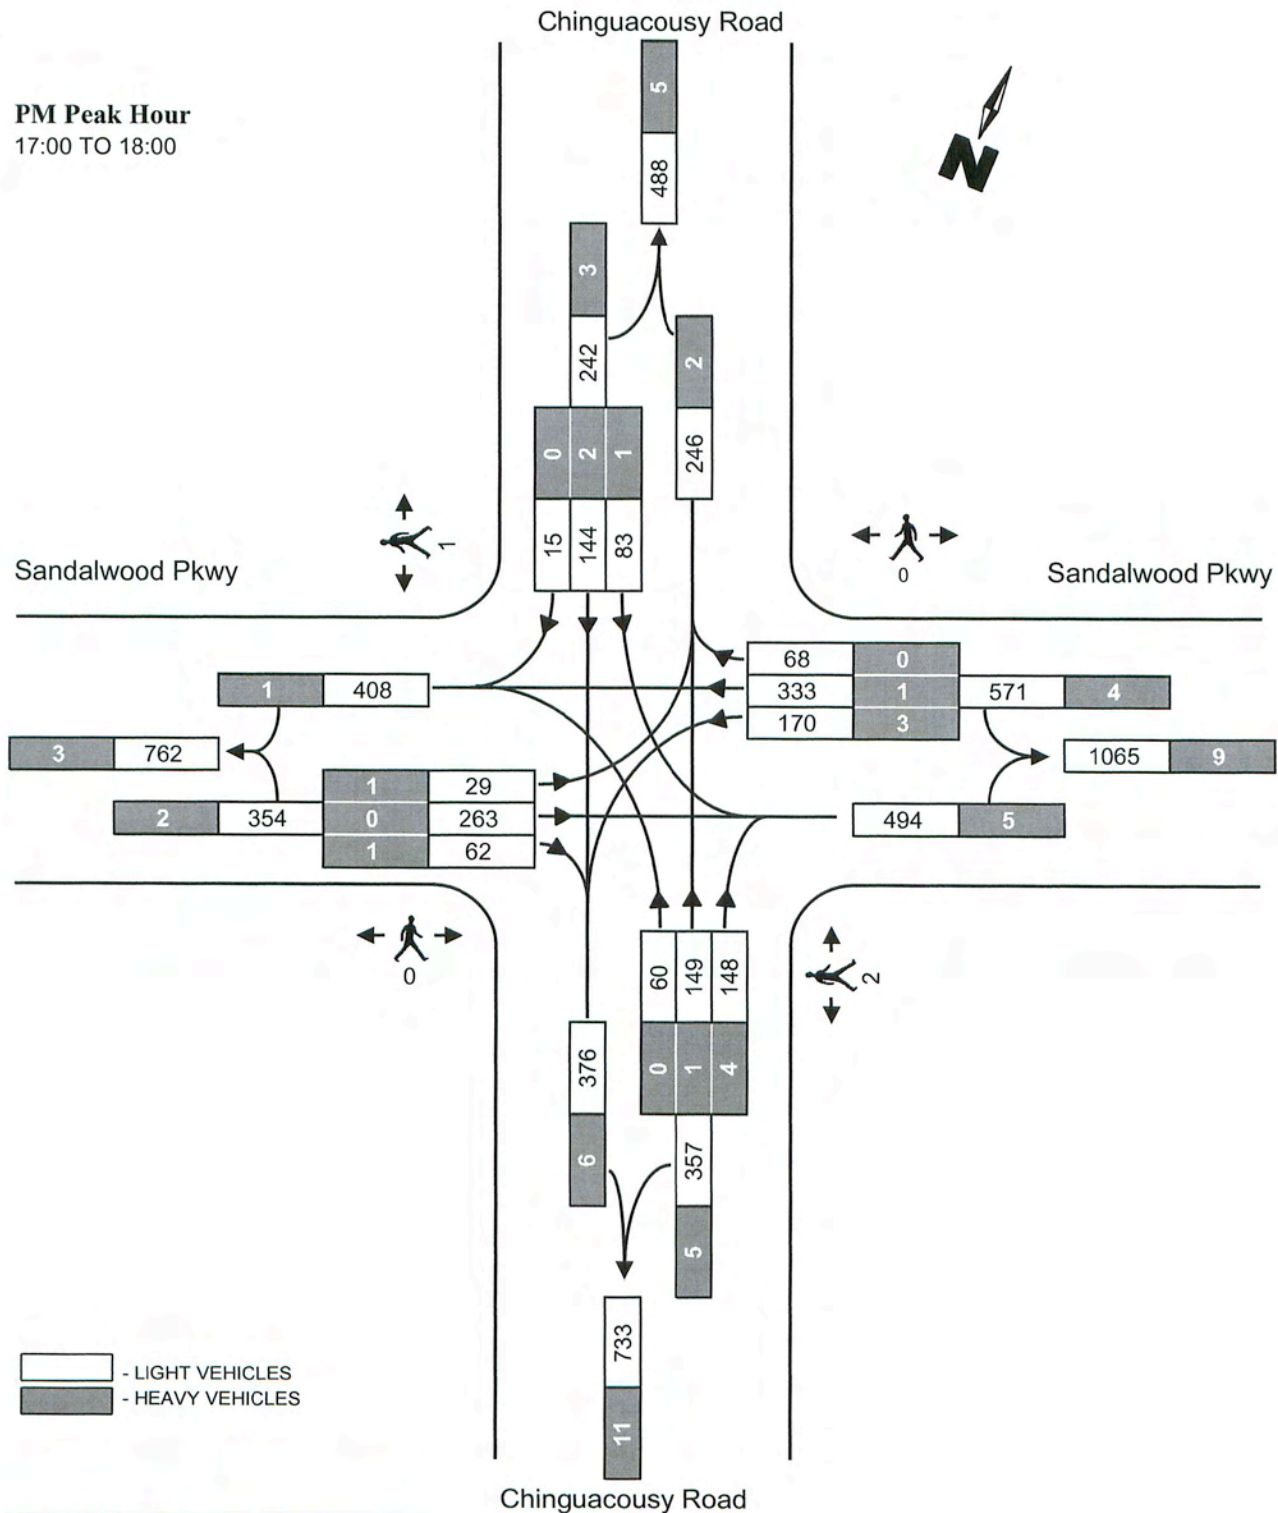 Chinguacousy Road
PM Peak Hour
17:00 TO 18:00
N
5
488
3
242
2
246
0 2 1
15 144 83
1
0
Sandalwood Pkwy
Sandalwood Pkwy
68 0
333 1 571 4
170 3
1 408
3 762
1065 9
1 29
2 354 0 263
1 62
494 5
0
2
60 149 148
0 1 4
376
6
357
5
733
11
- LIGHT VEHICLES
- HEAVY VEHICLES
Chinguacousy Road